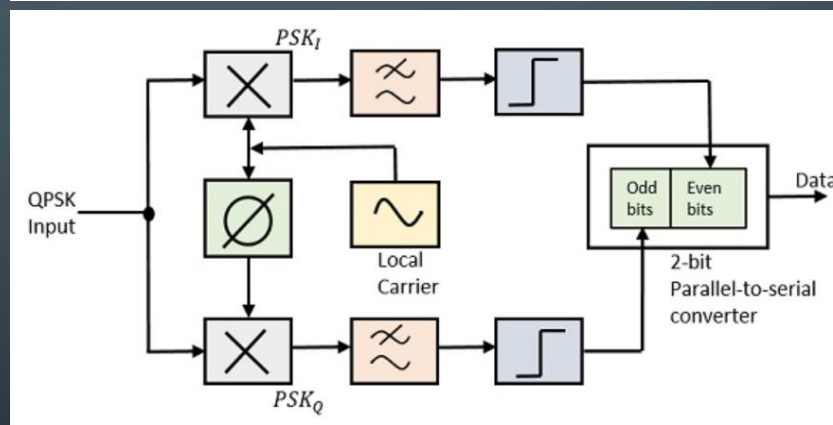 PSK_I
QPSK
Input
Local
Carrier
Odd
bits
Even
bits
Data
2-bit
Parallel-to-serial
converter
PSK_Q